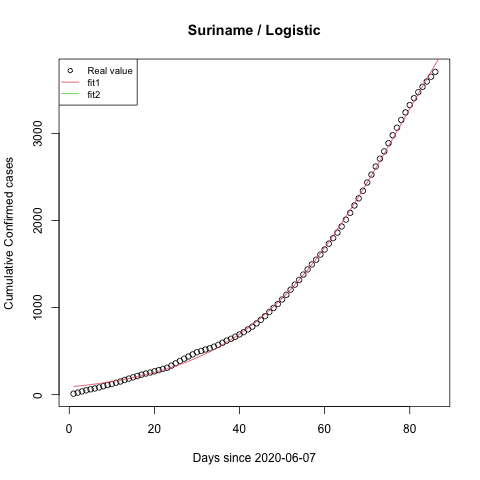 Suriname / Logistic
Real value
fit1
fit2
Cumulative Confirmed cases
3000
2000
1000
0
0 20 40 60 80
Days since 2020-06-07